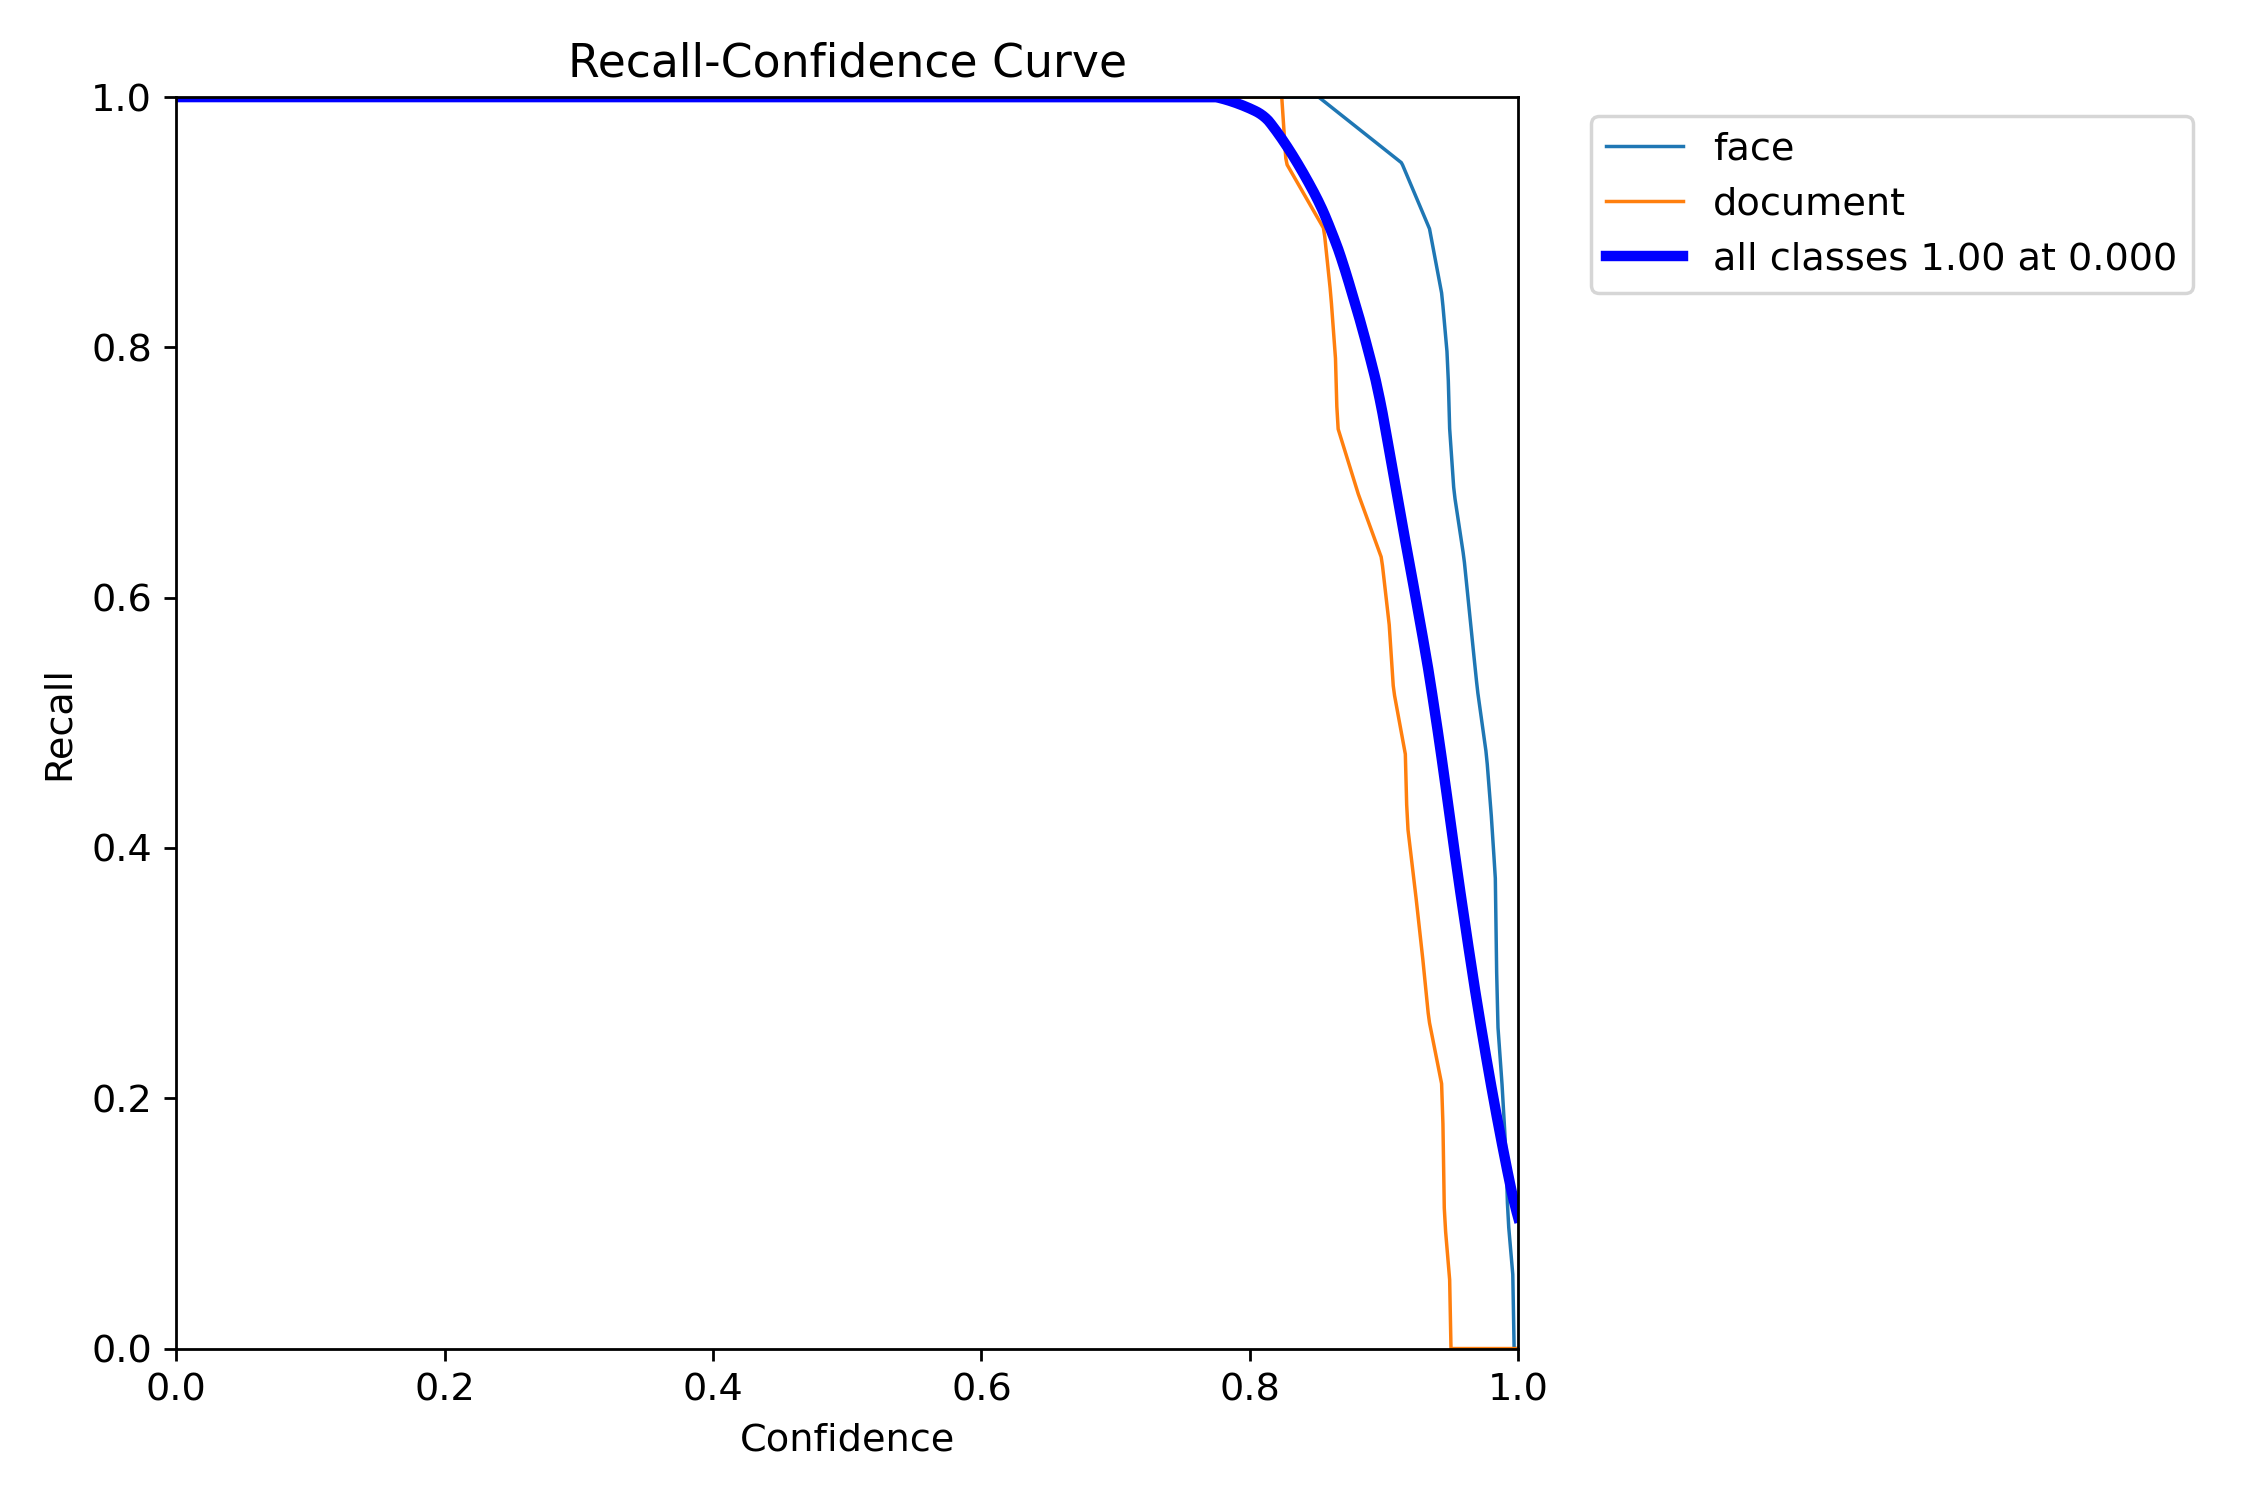 Recall-Confidence Curve
1.0
0.8
0.6
0.4
0.2
0.0
Recall
0.0 0.2 0.4 0.6 0.8 1.0
Confidence
face
document
all classes 1.00 at 0.000